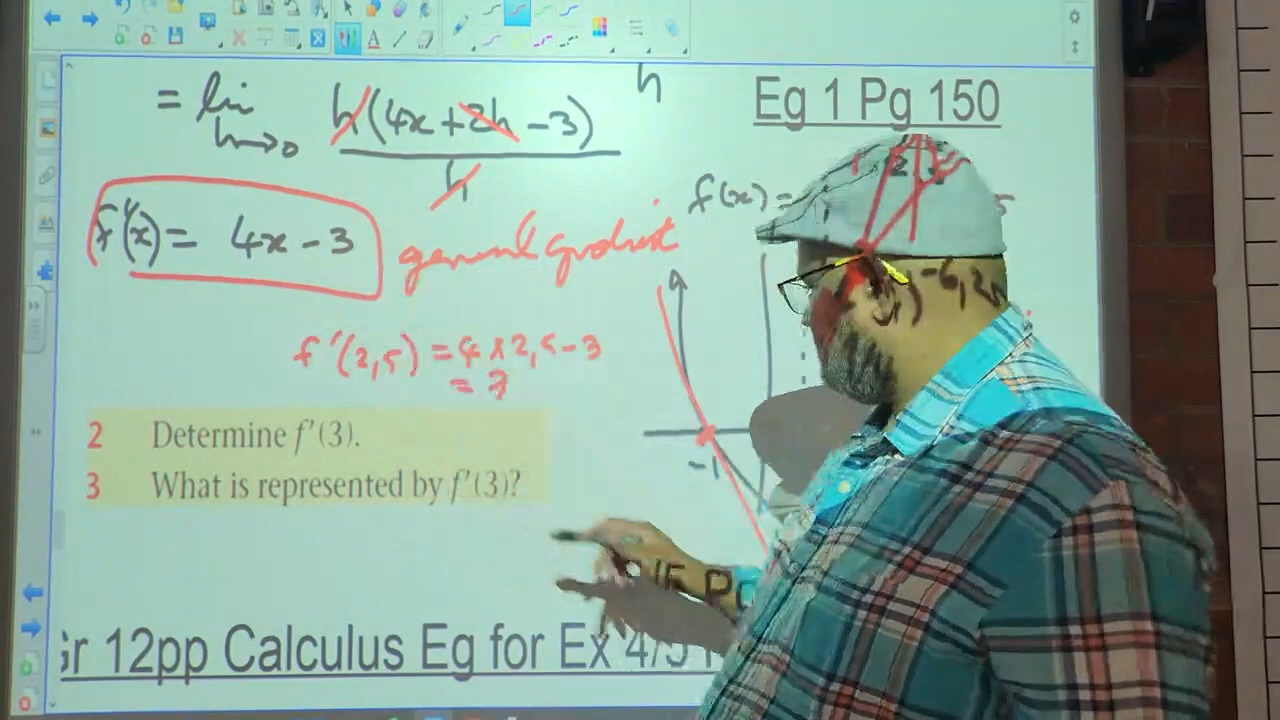 = lim h→0 h(4x+2h-3)
h
h
Eg 1 Pg 150
f'(x) = 4x-3
general gradient
f(x) =
f'(2,5) = 4 x 2,5-3
= 7
-1
2 Determine f'(3).
3 What is represented by f'(3)?
Gr 12pp Calculus Eg for Ex 4/5